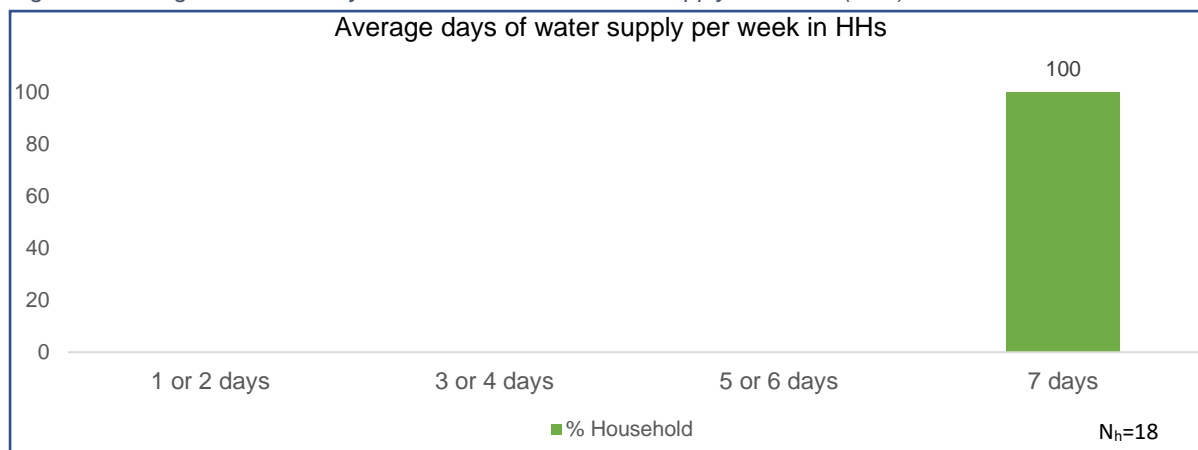 Average days of water supply per week in HHs
100
100
80
60
40
20
0
1 or 2 days
3 or 4 days
5 or 6 days
7 days
% Household
Nₕ=18